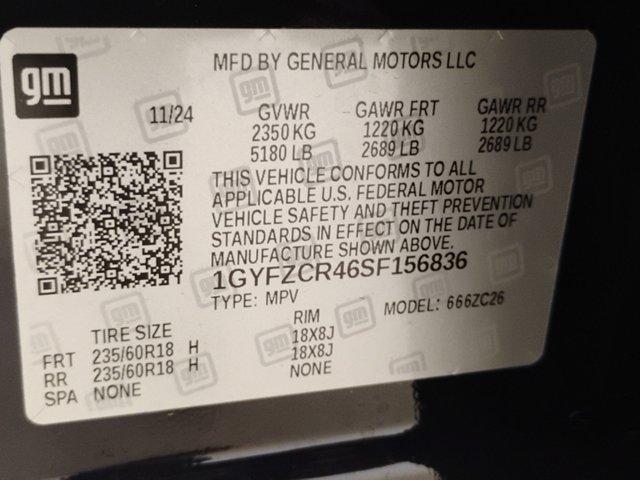 gm
MFD BY GENERAL MOTORS LLC
11/24 GVWR GAWR FRT GAWR RR
2350 KG 1220 KG 1220 KG
5180 LB 2689 LB 2689 LB
THIS VEHICLE CONFORMS TO ALL
APPLICABLE U.S. FEDERAL MOTOR
VEHICLE SAFETY AND THEFT PREVENTION
STANDARDS IN EFFECT ON THE DATE OF
MANUFACTURE SHOWN ABOVE.
1GYFZCR46SF156836
TYPE: MPV MODEL: 666ZC26
TIRE SIZE RIM
FRT 235/60R18 H 18X8J
RR 235/60R18 H 18X8J
SPA NONE NONE